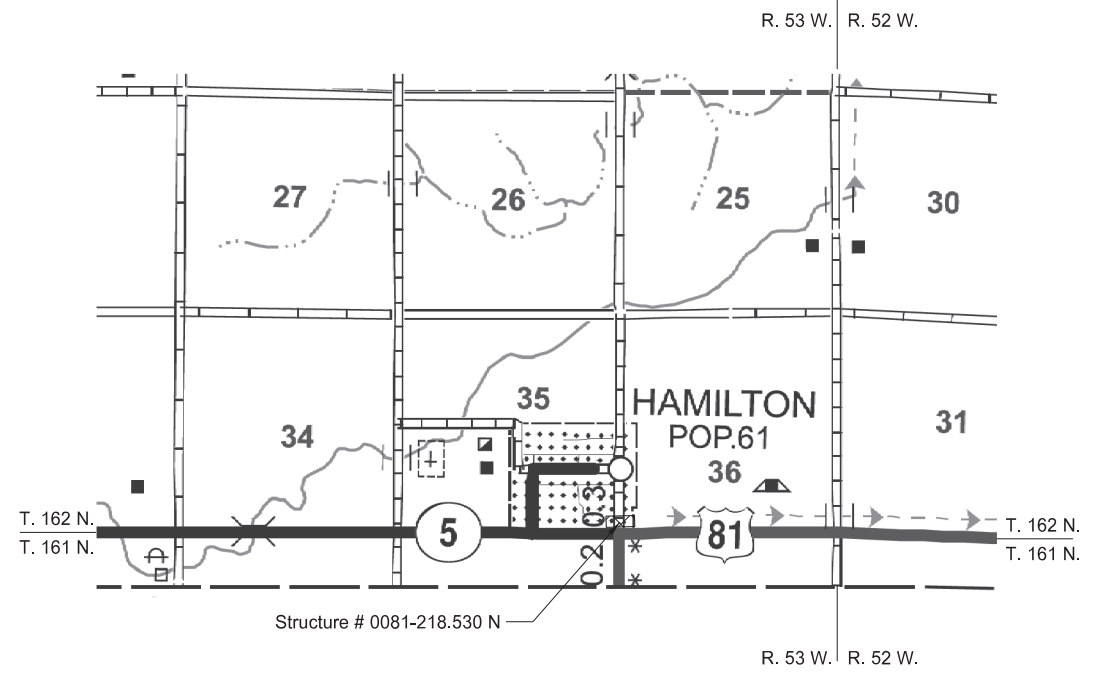 R. 53 W. R. 52 W.
27 26 25 30
HAMILTON
POP.61
34 35 36 31
T. 162 N. T. 162 N.
T. 161 N. T. 161 N.
5 81
0.3
0.2
D
Structure # 0081-218.530 N
R. 53 W. R. 52 W.